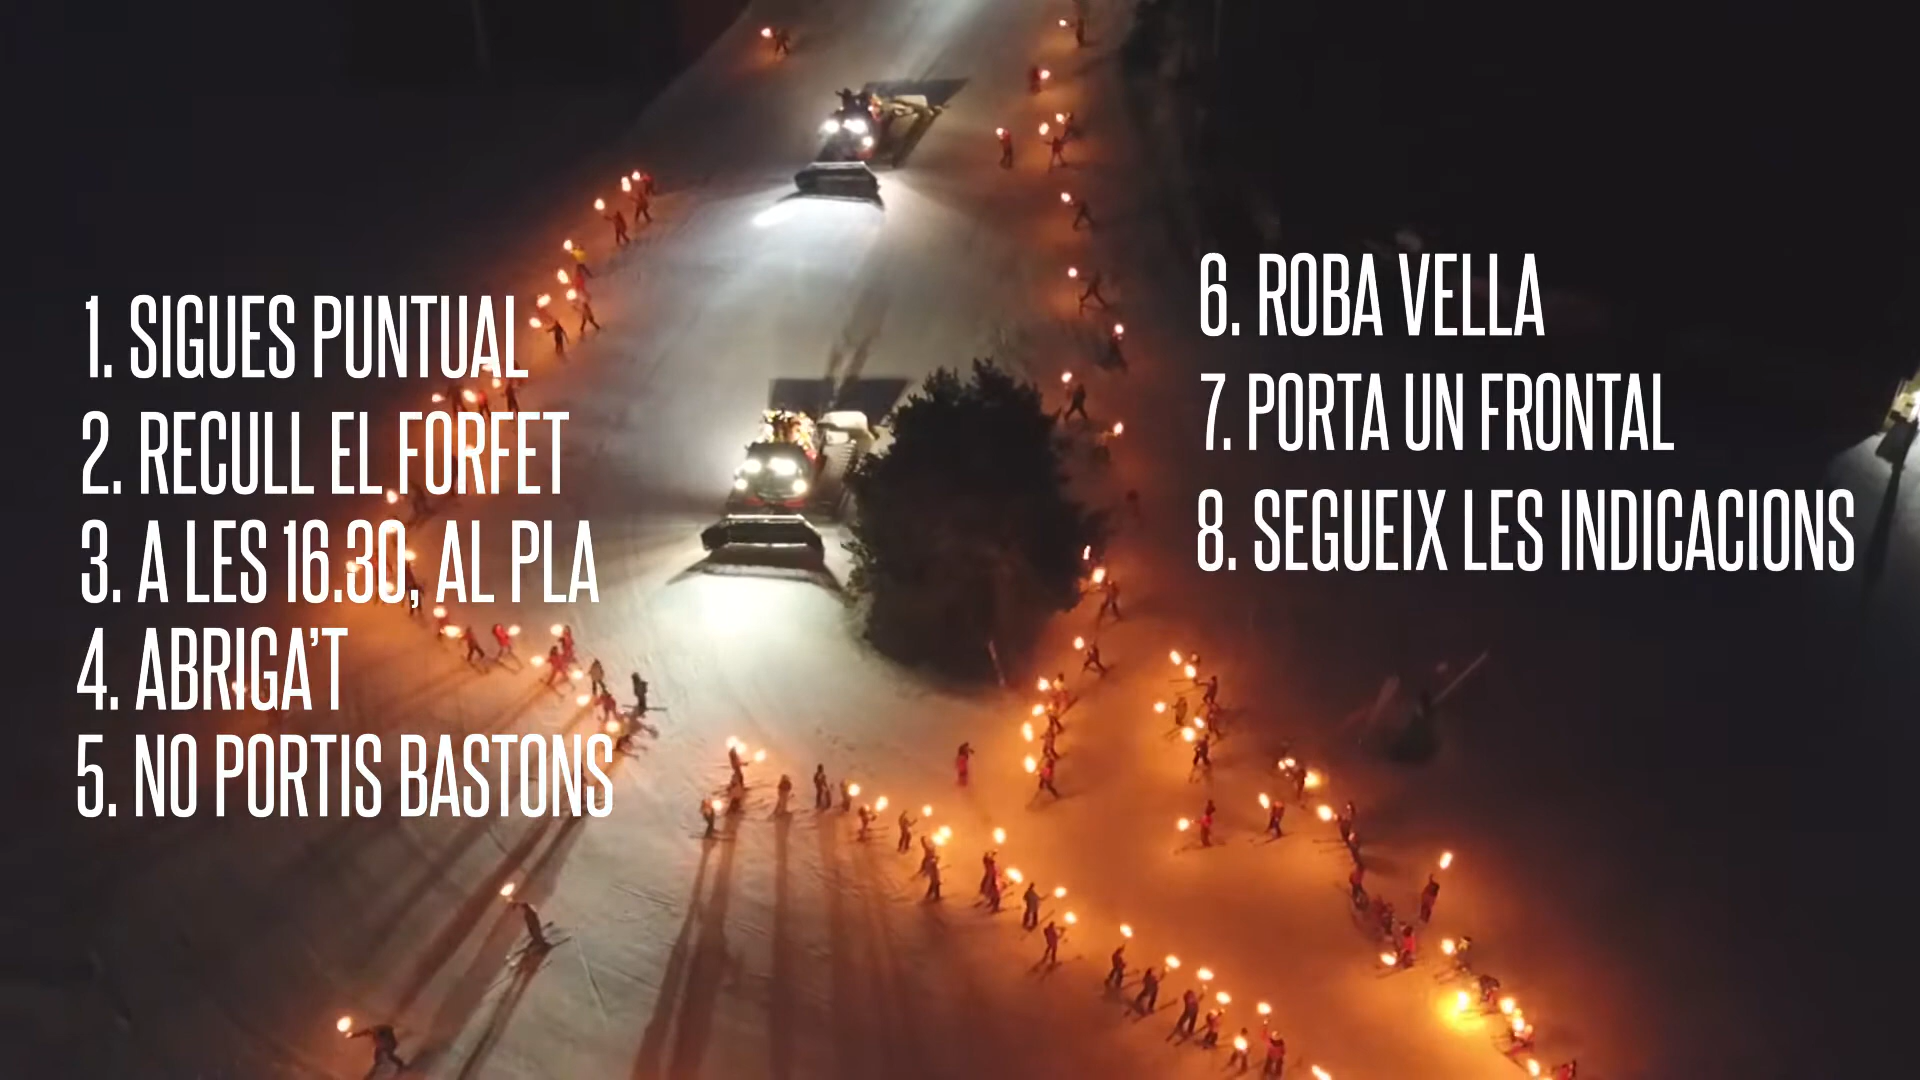 1. SIGUES PUNTUAL
2. RECULL EL FORFET
3. A LES 16.30, AL PLA
4. ABRIGA'T
5. NO PORTIS BASTONS
6. ROBA VELLA
7. PORTA UN FRONTAL
8. SEGUEIX LES INDICACIONS